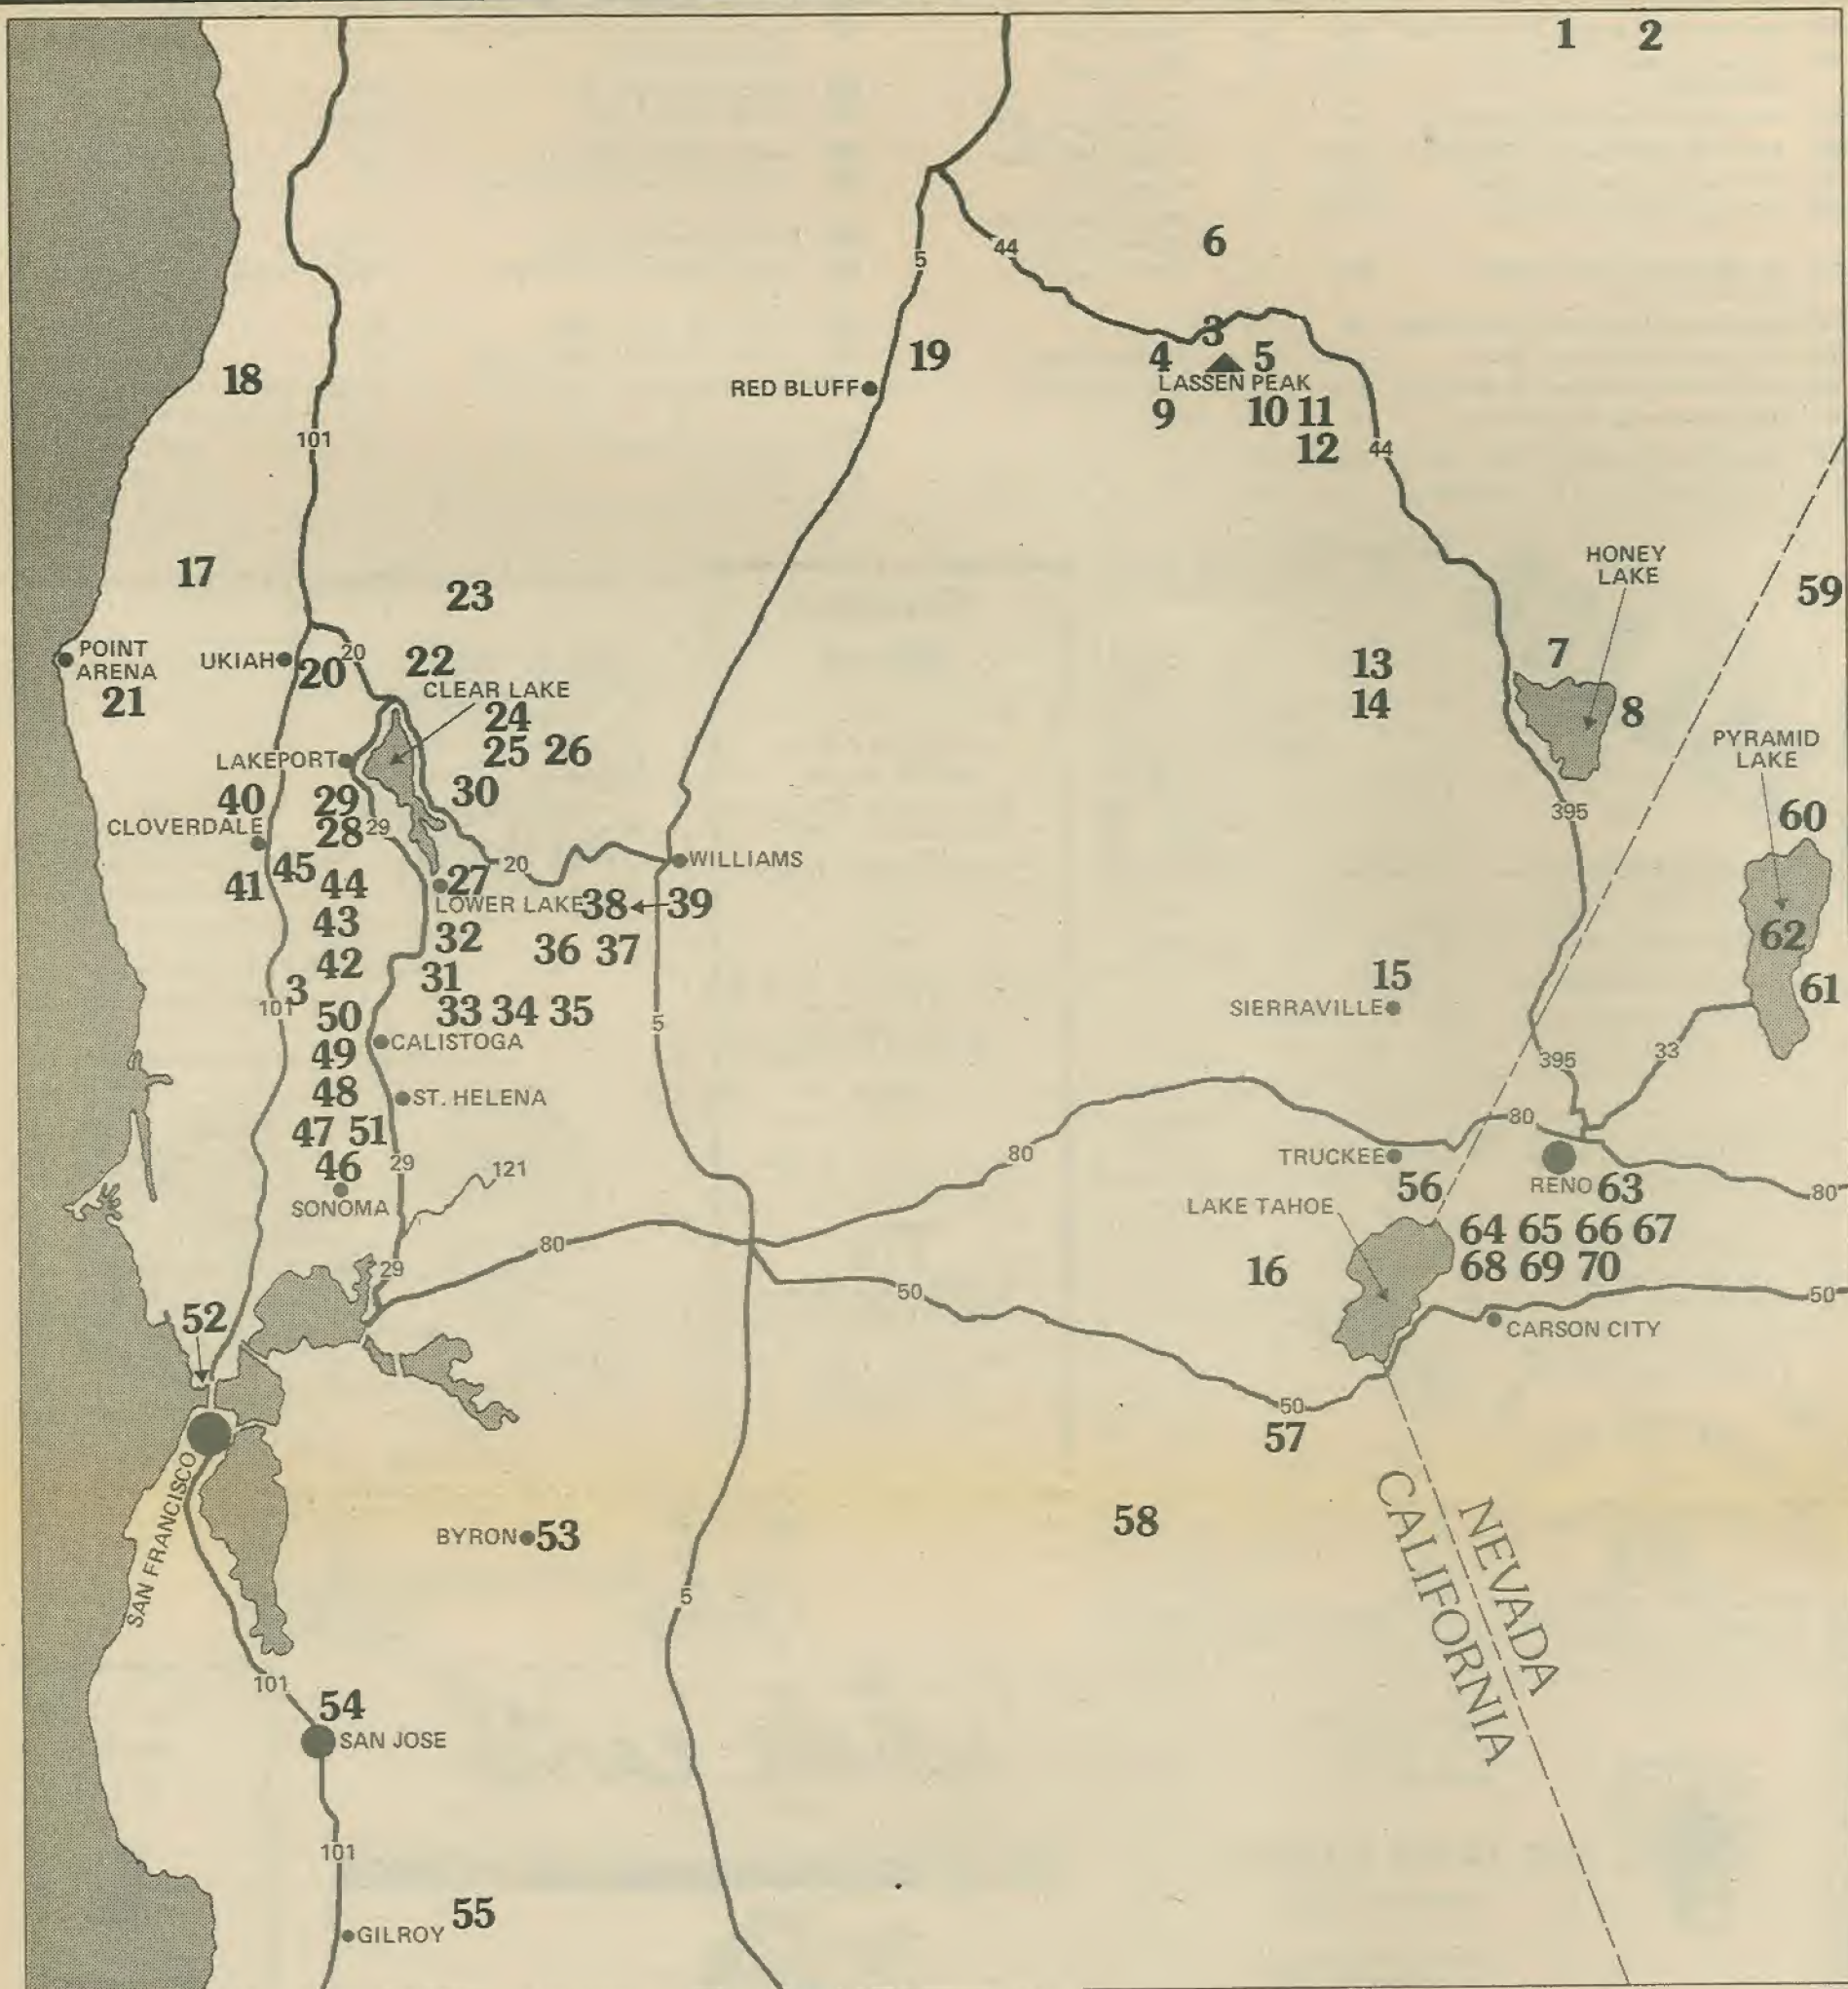 1 2
6
44
5
3
19
4 5
18
LASSEN PEAK
RED BLUFF
9 10 11
101
12 44
HONEY
LAKE
17
59
23
POINT
ARENA
UKIAH
20
20
22
13
7
CLEAR LAKE
21
24
14
8
PYRAMID
LAKE
25 26
LAKEPORT
40
29
30
395
60
CLOVERDALE
28
29
WILLIAMS
20
45
41
44
27
LOWER LAKE
38
39
43
32
36 37
62
42
31
15
61
3
101
SIERRAVILLE
50
33 34 35
5
CALISTOGA
49
33
395
48
ST. HELENA
80
47 51
80
TRUCKEE
46
29
121
56
RENO
63
80
SONOMA
LAKE TAHOE
64 65 66 67
80
29
16
68 69 70
50
50
52
CARSON CITY
50
57
SAN FRANCISCO
58
NEVADA
CALIFORNIA
BYRON
53
5
101
54
SAN JOSE
101
55
GILROY